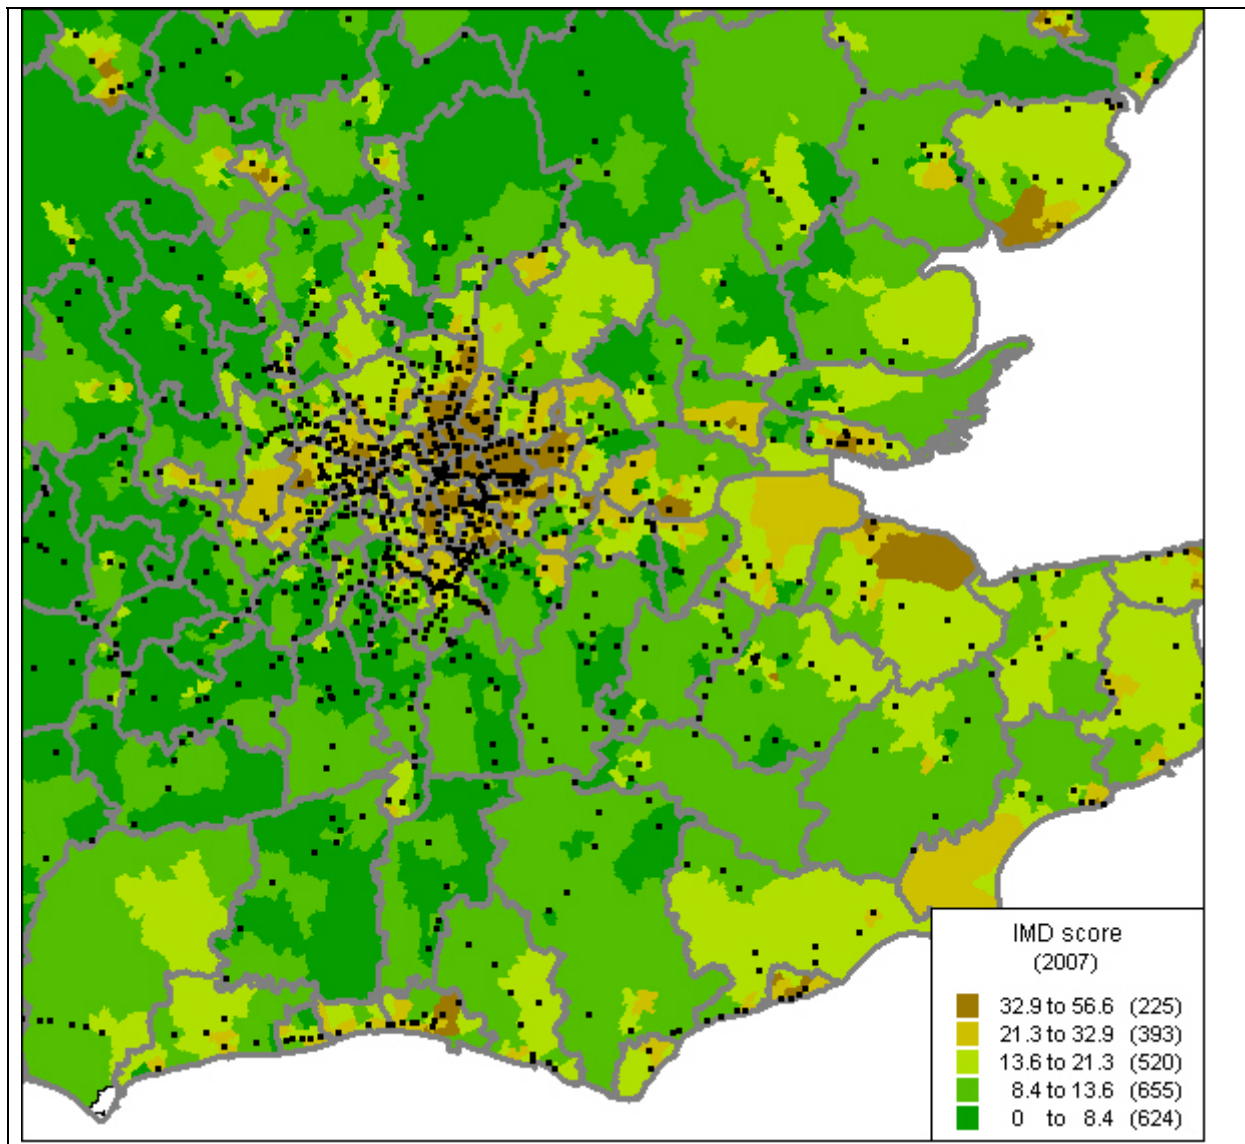 IMD score
(2007)
32.9 to 56.6 (225)
21.3 to 32.9 (393)
13.6 to 21.3 (520)
8.4 to 13.6 (655)
0 to 8.4 (624)